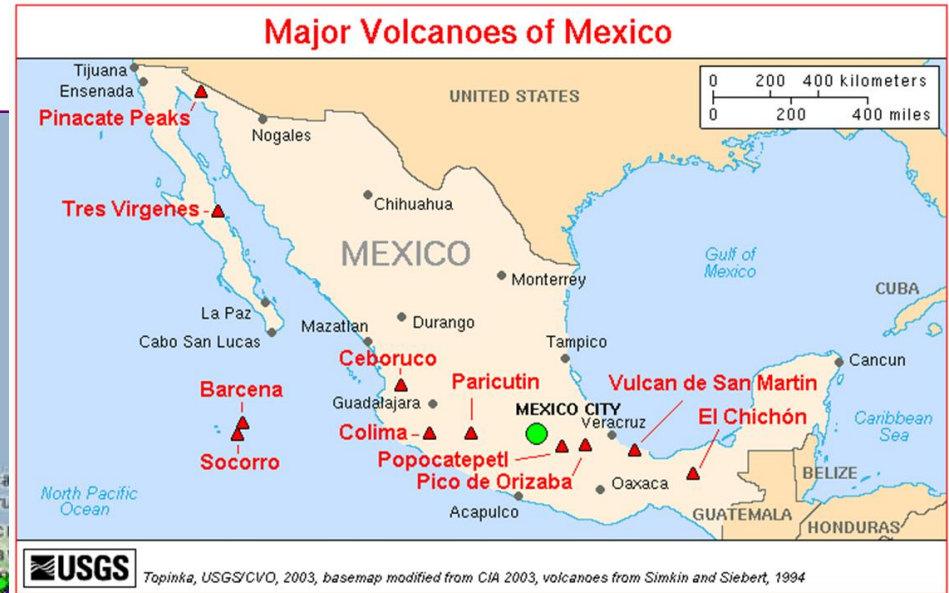 Major Volcanoes of Mexico
Tijuana
Ensenada
Pinacate Peaks
Nogales
UNITED STATES
0 200 400 kilometers
0 200 400 miles
Tres Virgenes
Chihuahua
MEXICO
Monterrey
Gulf of
Mexico
CUBA
La Paz
Cabo San Lucas
Mazatlan
Durango
Tampico
Cancun
Ceboruco
Barcena
Paricutin
Vulcan de San Martin
Guadalajara
MEXICO CITY
Veracruz
El Chichón
Colima
Caribbean
Sea
Socorro
Popocatepetl
Pico de Orizaba
Oaxaca
BELIZE
North Pacific
Ocean
Acapulco
GUATEMALA
HONDURAS
USGS
Topinka, USGS/CVO, 2003, basemap modified from CIA 2003, volcanoes from Simkin and Siebert, 1994